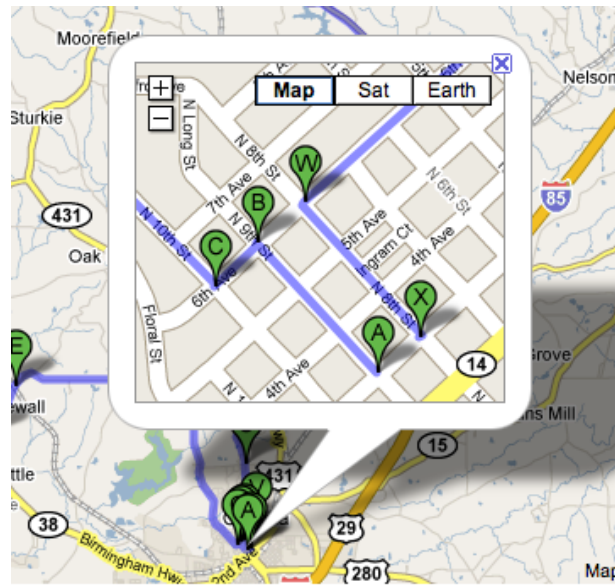 Moorefield
Nelson
Sturkie
Map
Sat
Earth
+
−
N Long St
N 8th St
7th Ave
W
N 6th St
85
431
B
N 9th St
5th Ave
Ingram Ct
4th Ave
N 10th St
C
Oak
6th Ave
N 8th St
X
A
Floral St
14
Grove
E
4th Ave
N 1
wall
ns Mill
15
ttle
431
A
38
29
Birmingham Hwy
2nd Ave
280
Map